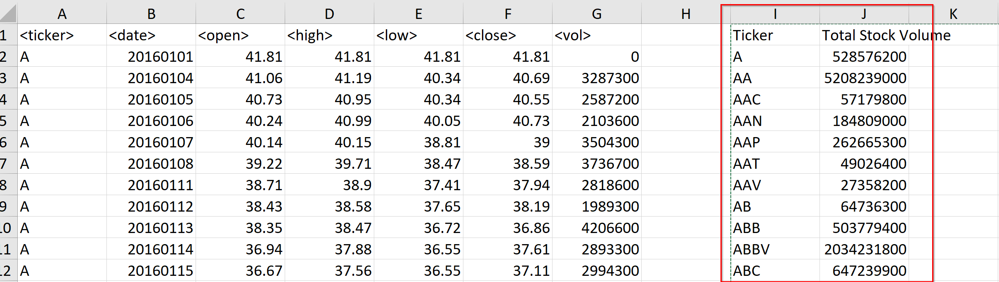 A B C D E F G H I J K
1 <ticker> <date> <open> <high> <low> <close> <vol> Ticker Total Stock Volume
2 A 20160101 41.81 41.81 41.81 41.81 0 A 528576200
3 A 20160104 41.06 41.19 40.34 40.69 3287300 AA 5208239000
4 A 20160105 40.73 40.95 40.34 40.55 2587200 AAC 57179800
5 A 20160106 40.24 40.99 40.05 40.73 2103600 AAN 184809000
6 A 20160107 40.14 40.15 38.81 39 3504300 AAP 262665300
7 A 20160108 39.22 39.71 38.47 38.59 3736700 AAT 49026400
8 A 20160111 38.71 38.9 37.41 37.94 2818600 AAV 27358200
9 A 20160112 38.43 38.58 37.65 38.19 1989300 AB 64736300
10 A 20160113 38.35 38.47 36.72 36.86 4206600 ABB 503779400
11 A 20160114 36.94 37.88 36.55 37.61 2893300 ABBV 2034231800
12 A 20160115 36.67 37.56 36.55 37.11 2994300 ABC 647239900